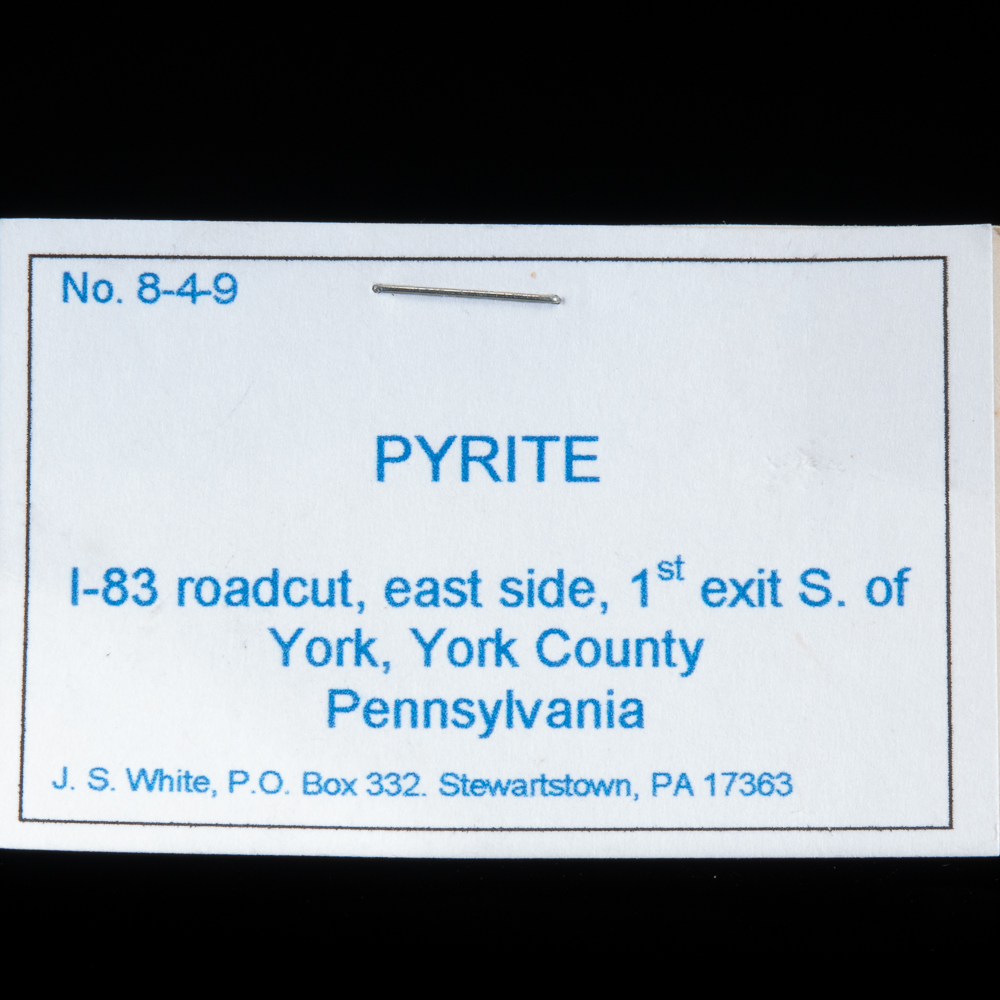 No. 8-4-9
PYRITE
I-83 roadcut, east side, 1st exit S. of
York, York County
Pennsylvania
J. S. White, P.O. Box 332. Stewartstown, PA 17363